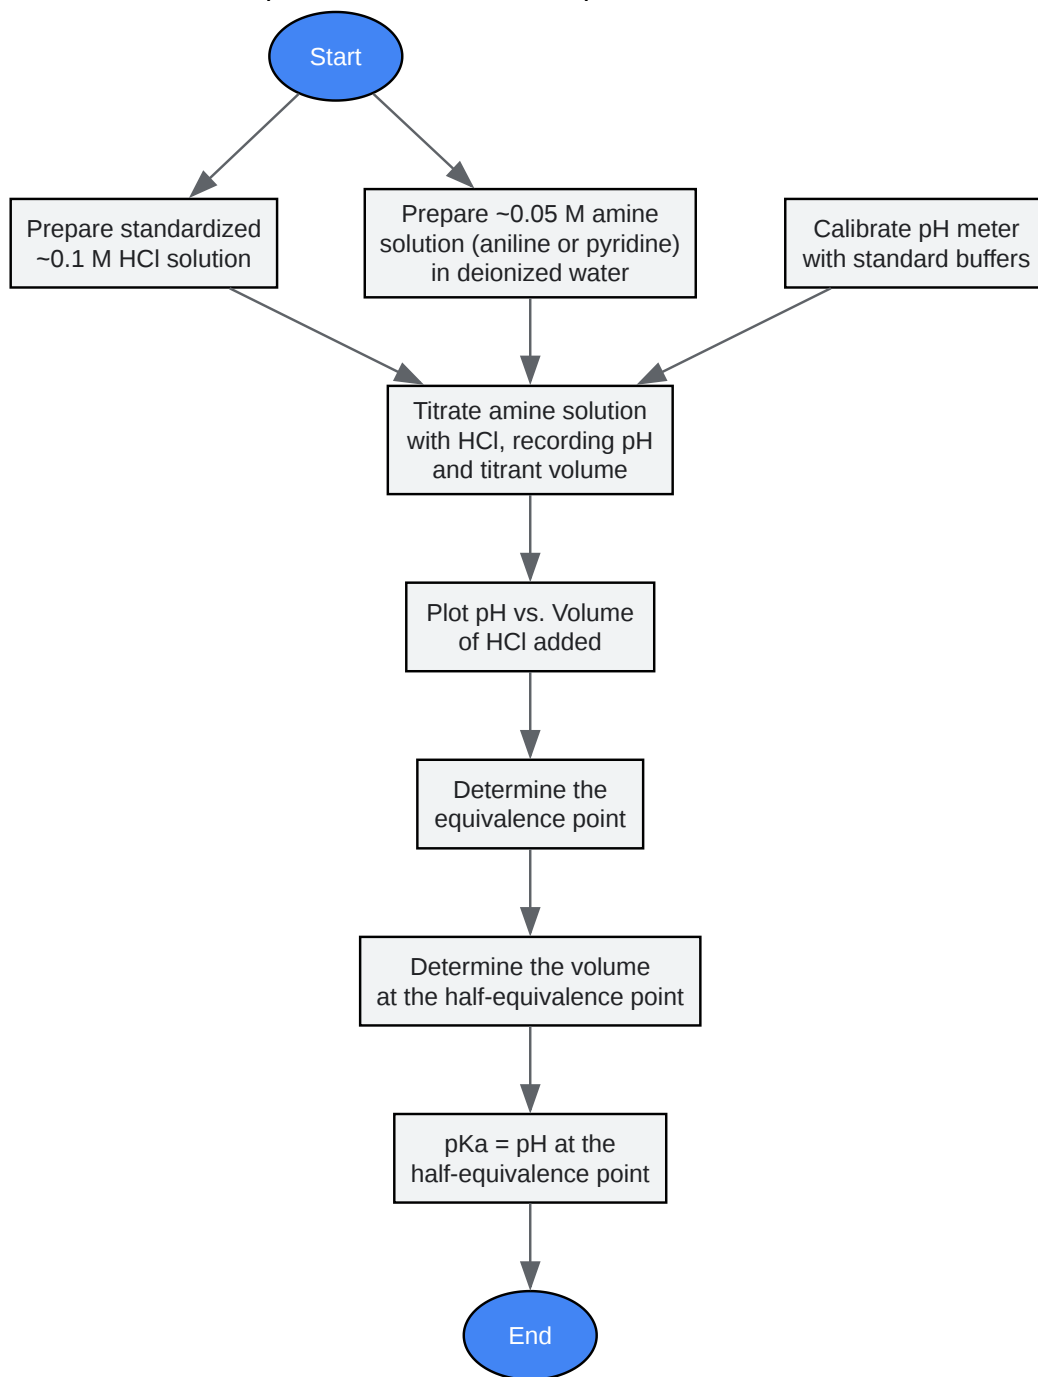 Start
Prepare standardized
~0.1 M HCl solution
Prepare ~0.05 M amine
solution (aniline or pyridine)
in deionized water
Calibrate pH meter
with standard buffers
Titrate amine solution
with HCl, recording pH
and titrant volume
Plot pH vs. Volume
of HCl added
Determine the
equivalence point
Determine the volume
at the half-equivalence point
pKa = pH at the
half-equivalence point
End